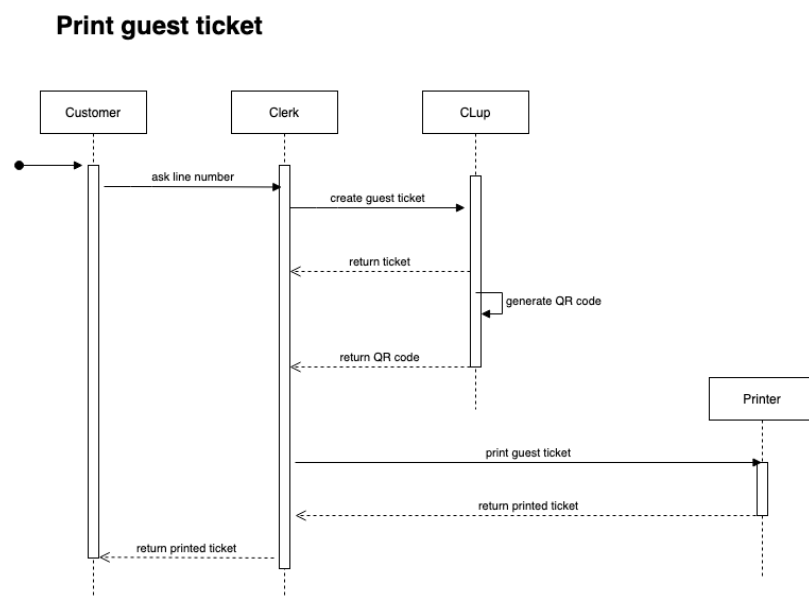 Print guest ticket
Customer
Clerk
CLup
ask line number
create guest ticket
return ticket
generate QR code
return QR code
Printer
print guest ticket
return printed ticket
return printed ticket